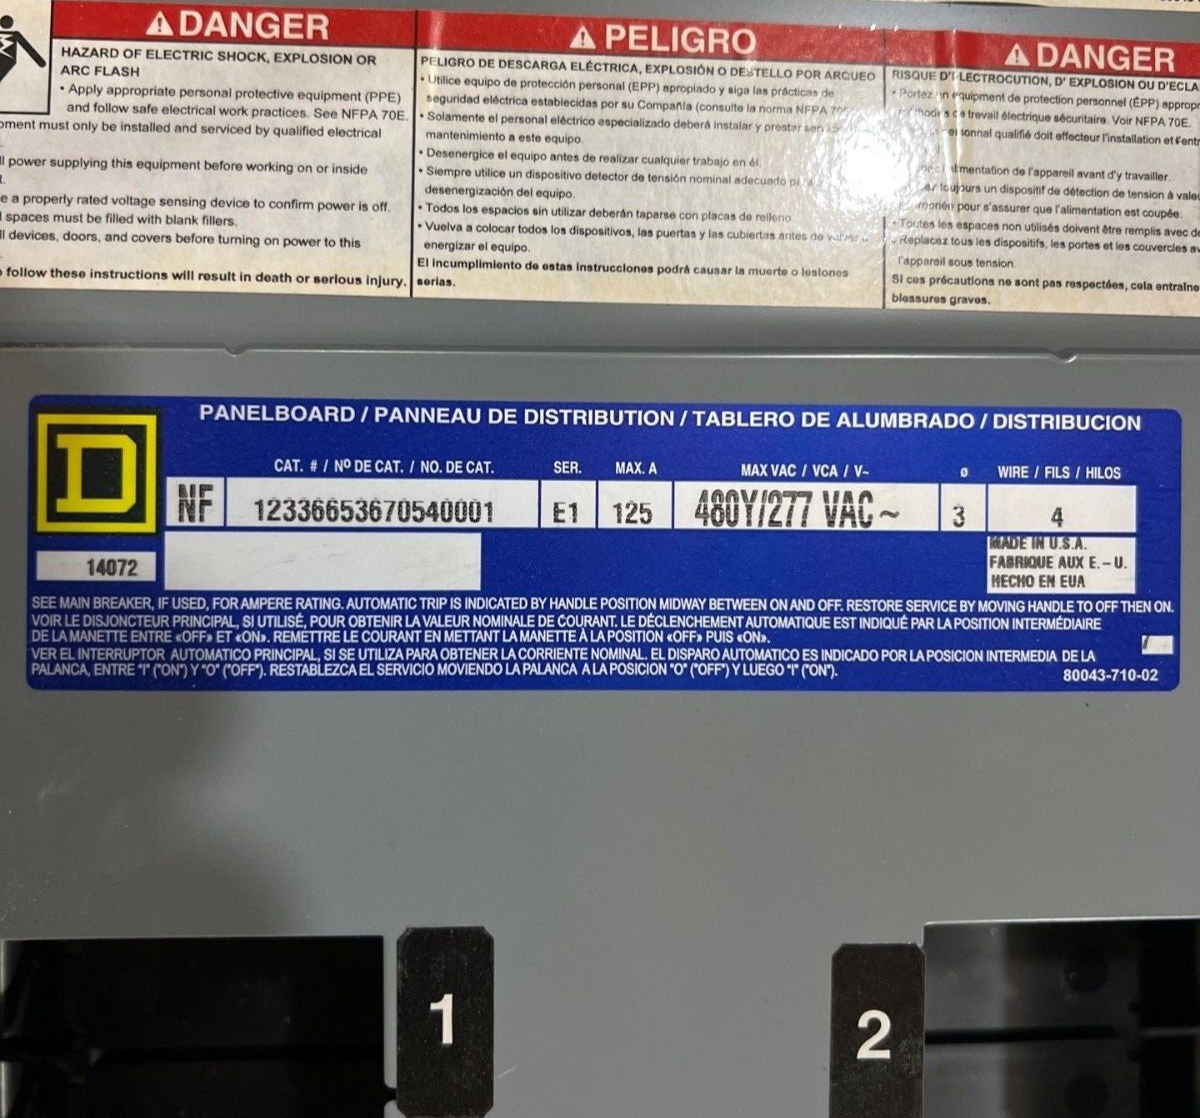 DANGER
HAZARD OF ELECTRIC SHOCK, EXPLOSION OR
ARC FLASH
• Apply appropriate personal protective equipment (PPE)
and follow safe electrical work practices. See NFPA 70E.
must only be installed and serviced by qualified electrical
power supplying this equipment before working on or inside
a properly rated voltage sensing device to confirm power is off.
spaces must be filled with blank fillers.
devices, doors, and covers before turning on power to this
follow these instructions will result in death or serious injury.
PELIGRO
PELIGRO DE DESCARGA ELÉCTRICA, EXPLOSIÓN O DESTELLO POR ARQUEO
• Utilice equipo de protección personal (EPP) apropiado y siga las prácticas de
seguridad eléctrica establecidas por su Compañía (consulte la norma NFPA
• Solamente el personal eléctrico especializado deberá instalar y prestar
mantenimiento a este equipo.
• Desenergice el equipo antes de realizar cualquier trabajo en él.
• Siempre utilice un dispositivo detector de tensión nominal adecuado
desenergización del equipo.
• Todos los espacios sin utilizar deberán taparse con placas de relleno.
• Vuelva a colocar todos los dispositivos, las puertas y las cubiertas antes de
energizar el equipo.
El incumplimiento de estas instrucciones podrá causar la muerte o lesiones
serias.
DANGER
RISQUE D'ELECTROCUTION, D' EXPLOSION OU
• Portez un équipment de protection personnel (ÉPP)
de travail électrique sécuritaire. Voir NFPA 70E.
qualifié doit effecteur l'installation et
de l'appareil avant d'y travailler.
toujours un dispositif de détection de tension à
pour s'assurer que l'alimentation est coupée.
• Toutes les espaces non utilisés doivent être remplis avec
• Replacez tous les dispositifs, les portes et les couvercles
l'appareil sous tension.
Si ces précautions ne sont pas respectées, cela
blessures graves.
D
PANELBOARD / PANNEAU DE DISTRIBUTION / TABLERO DE ALUMBRADO / DISTRIBUCION
CAT. # / Nº DE CAT. / NO. DE CAT. SER. MAX. A MAX VAC / VCA / V~ ø WIRE / FILS / HILOS
NF 12336653670540001 E1 125 480Y/277 VAC ~ 3 4
14072
MADE IN U.S.A.
FABRIQUE AUX E.-U.
HECHO EN EUA
SEE MAIN BREAKER, IF USED, FOR AMPERE RATING. AUTOMATIC TRIP IS INDICATED BY HANDLE POSITION MIDWAY BETWEEN ON AND OFF. RESTORE SERVICE BY MOVING HANDLE TO OFF THEN ON.
VOIR LE DISJONCTEUR PRINCIPAL, SI UTILISÉ, POUR OBTENIR LA VALEUR NOMINALE DE COURANT. LE DÉCLENCHEMENT AUTOMATIQUE EST INDIQUÉ PAR LA POSITION INTERMÉDIAIRE
DE LA MANETTE ENTRE «OFF» ET «ON». REMETTRE LE COURANT EN METTANT LA MANETTE À LA POSITION «OFF» PUIS «ON».
VER EL INTERRUPTOR AUTOMATICO PRINCIPAL, SI SE UTILIZA PARA OBTENER LA CORRIENTE NOMINAL. EL DISPARO AUTOMATICO ES INDICADO POR LA POSICION INTERMEDIA DE LA
PALANCA, ENTRE "I" ("ON") Y "O" ("OFF"). RESTABLEZCA EL SERVICIO MOVIENDO LA PALANCA A LA POSICION "O" ("OFF") Y LUEGO "I" ("ON").
80043-710-02
1
2